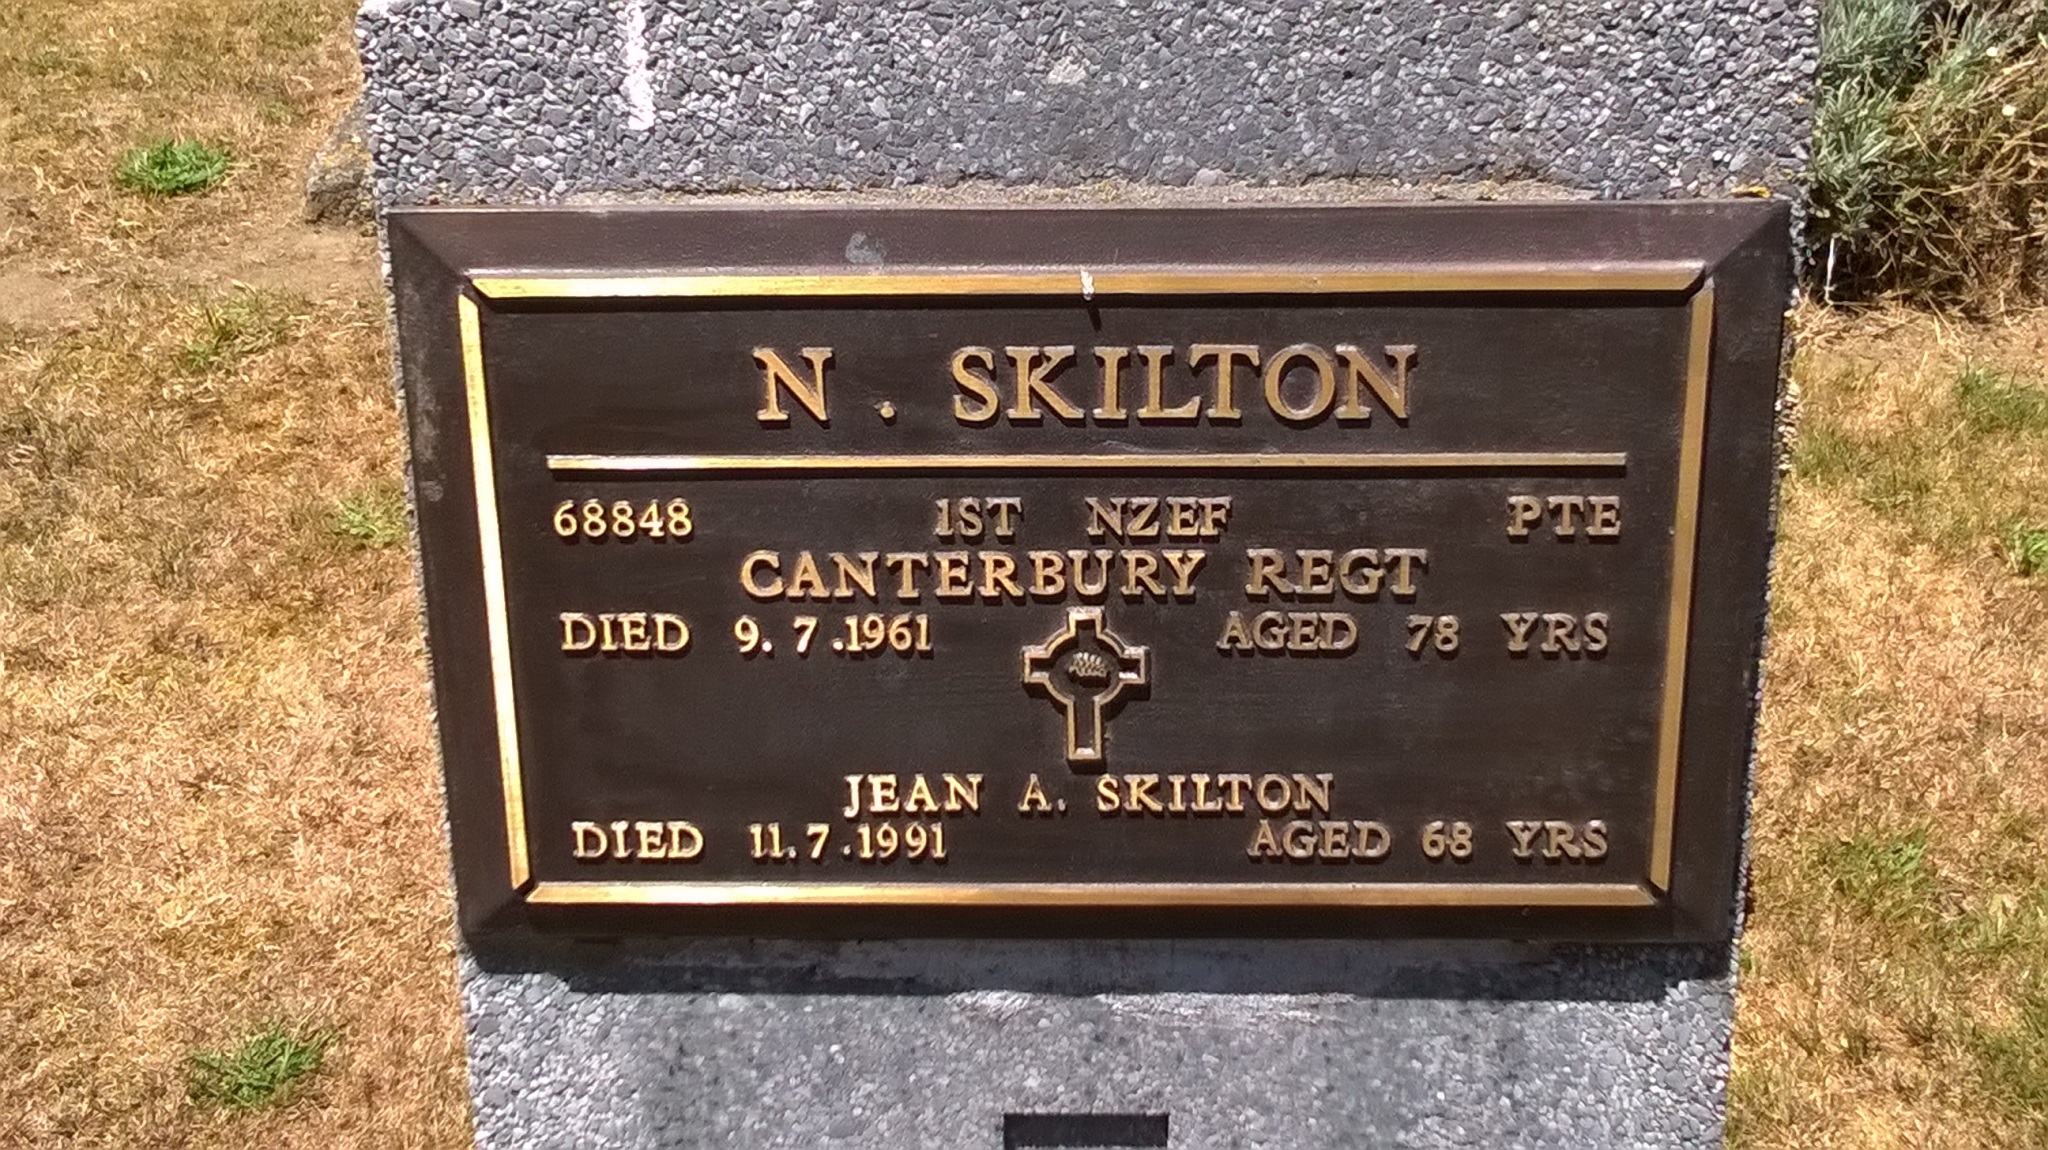 N. SKILTON
68848 1ST NZEF PTE
CANTERBURY REGT
DIED 9.7.1961 AGED 78 YRS
JEAN A. SKILTON
DIED 11.7.1991 AGED 68 YRS